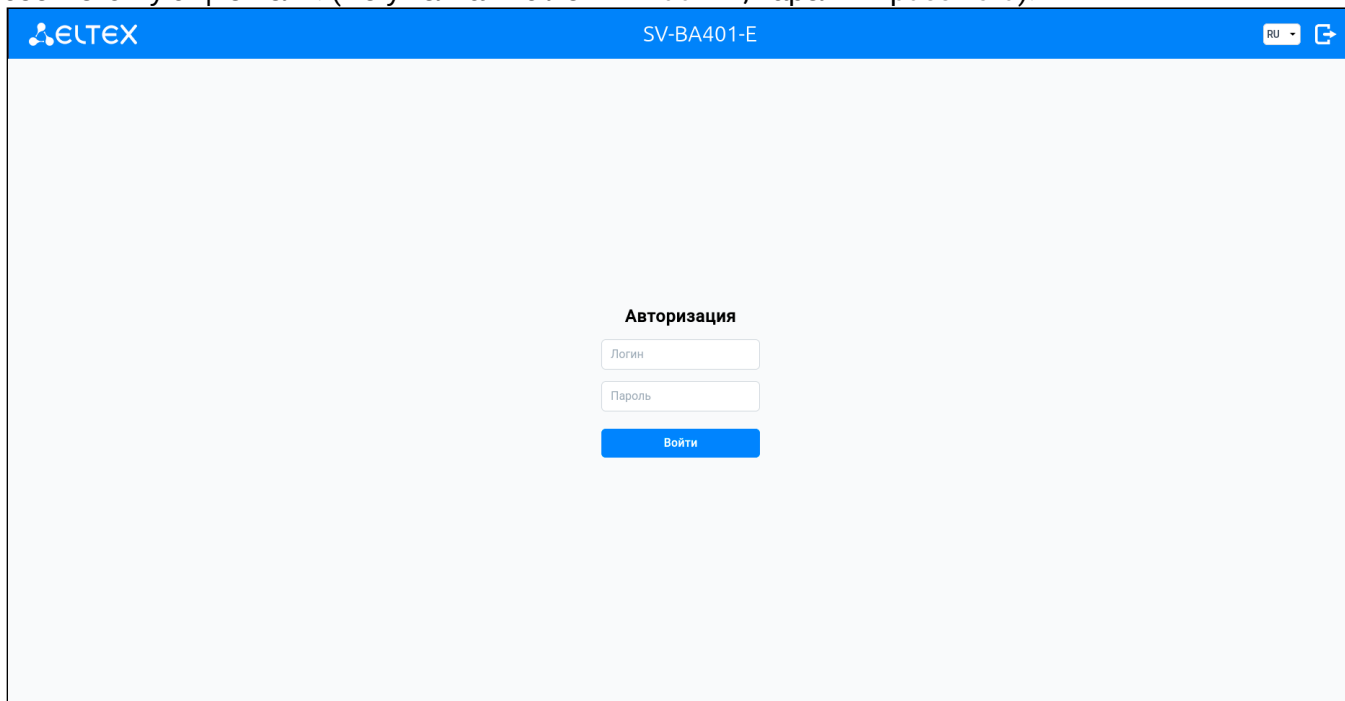 ELTEX
SV-BA401-E
RU
Авторизация
Логин
Пароль
Войти